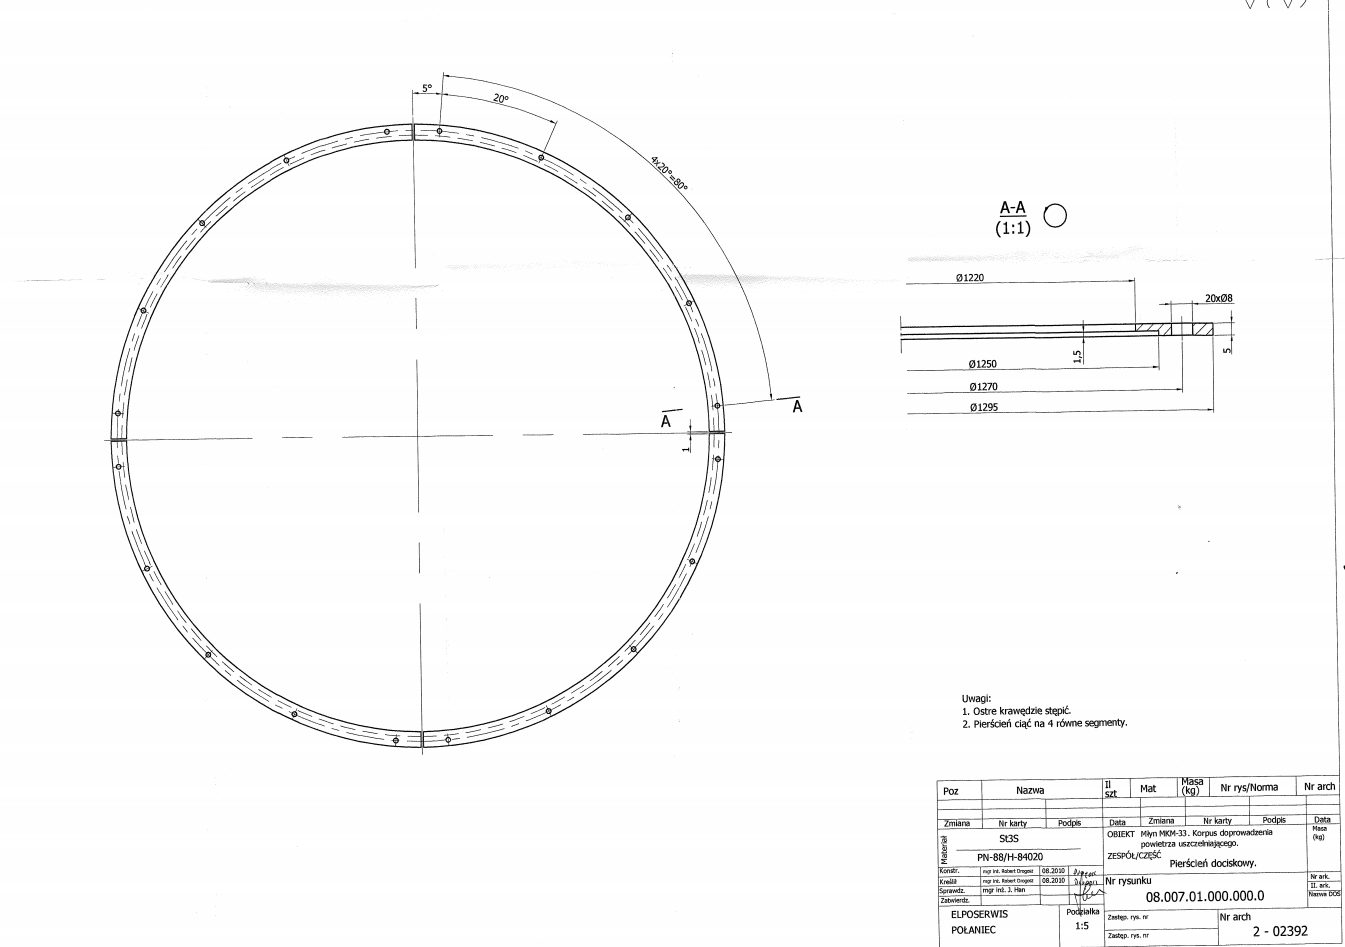 5°
20°
4x20°=80°
A
A
1
A-A
(1:1)
Ø1220
20xØ8
1,5
5
Ø1250
Ø1270
Ø1295
Uwagi:
1. Ostre krawędzie stępić.
2. Pierścień ciąć na 4 równe segmenty.
Poz Nazwa Il szt Mat Masa (kg) Nr rys/Norma Nr arch
Zmiana Nr karty Podpis Data Zmiana Nr karty Podpis Data
Materiał
St3S
PN-88/H-84020
OBIEKT Młyn MKM-33. Korpus doprowadzenia
powietrza uszczelniającego.
Masa
(kg)
ZESPÓŁ/CZĘŚĆ
Pierścień dociskowy.
Konstr. mgr inż. Robert Drogosz 08.2010
Kreślił mgr inż. Robert Drogosz 08.2010
Sprawdz. mgr inż. J. Han
Zatwierdz.
Nr rysunku
08.007.01.000.000.0
Nr ark.
Il. ark.
Nazwa DOS
ELPOSERWIS
POŁANIEC
Podziałka
1:5
Zastęp. rys. nr
Zastęp. rys. nr
Nr arch
2 - 02392